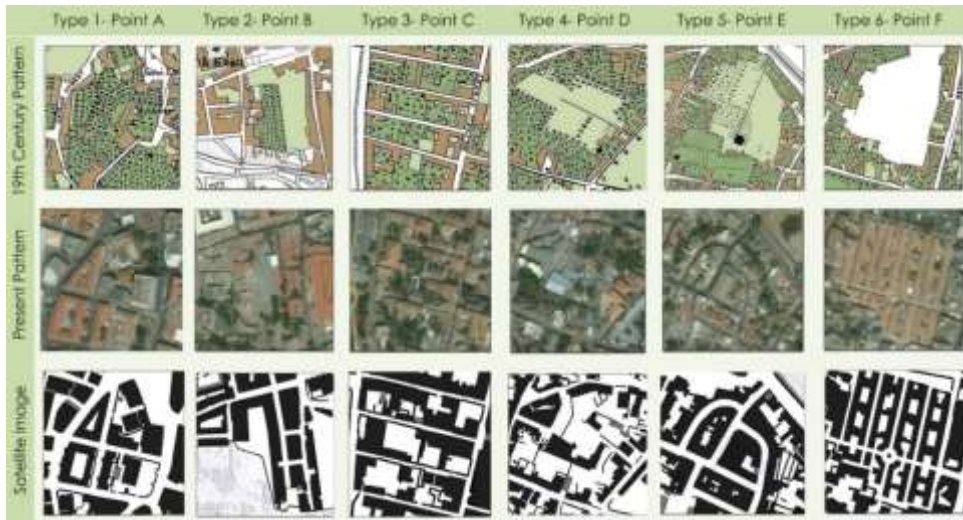 Type 1- Point A
Type 2- Point B
Type 3- Point C
Type 4- Point D
Type 5- Point E
Type 6- Point F
19th Century Pattern
Present Pattern
Satellite Image